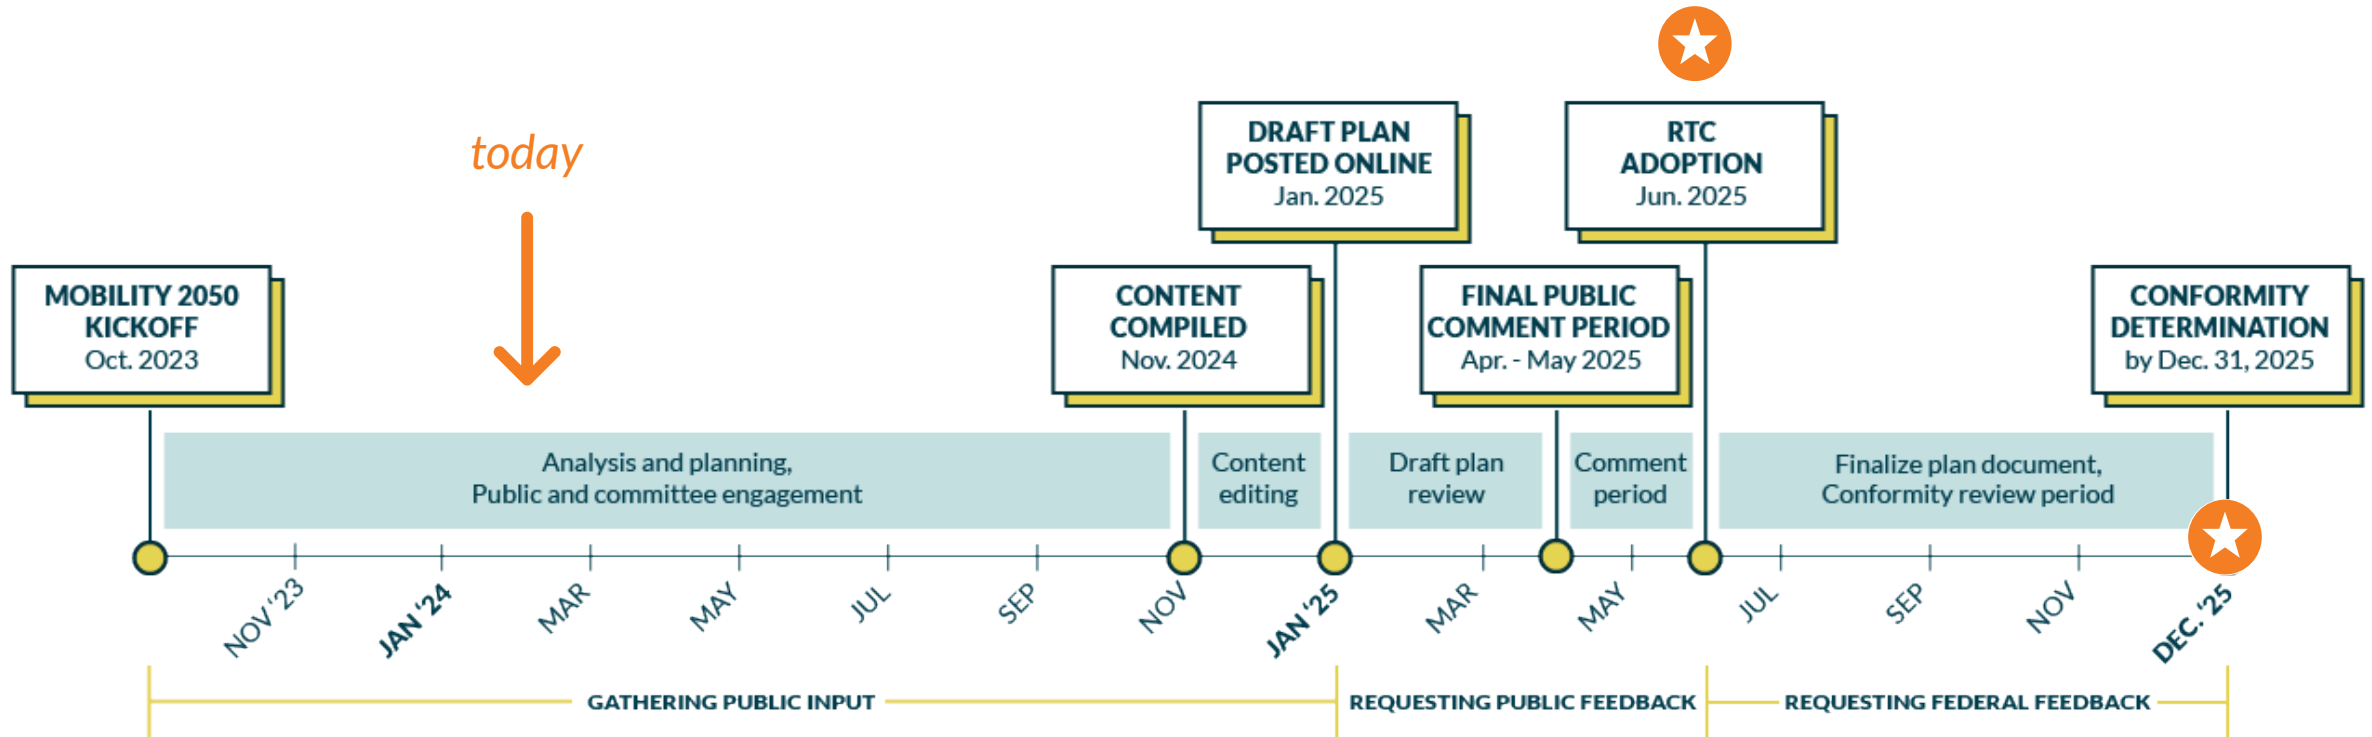 today
MOBILITY 2050
KICKOFF
Oct. 2023
CONTENT
COMPILED
Nov. 2024
DRAFT PLAN
POSTED ONLINE
Jan. 2025
FINAL PUBLIC
COMMENT PERIOD
Apr. - May 2025
RTC
ADOPTION
Jun. 2025
CONFORMITY
DETERMINATION
by Dec. 31, 2025
Analysis and planning,
Public and committee engagement
Content
editing
Draft plan
review
Comment
period
Finalize plan document,
Conformity review period
NOV '23
JAN '24
MAR
MAY
JUL
SEP
NOV
JAN '25
MAR
MAY
JUL
SEP
NOV
DEC. '25
GATHERING PUBLIC INPUT
REQUESTING PUBLIC FEEDBACK
REQUESTING FEDERAL FEEDBACK